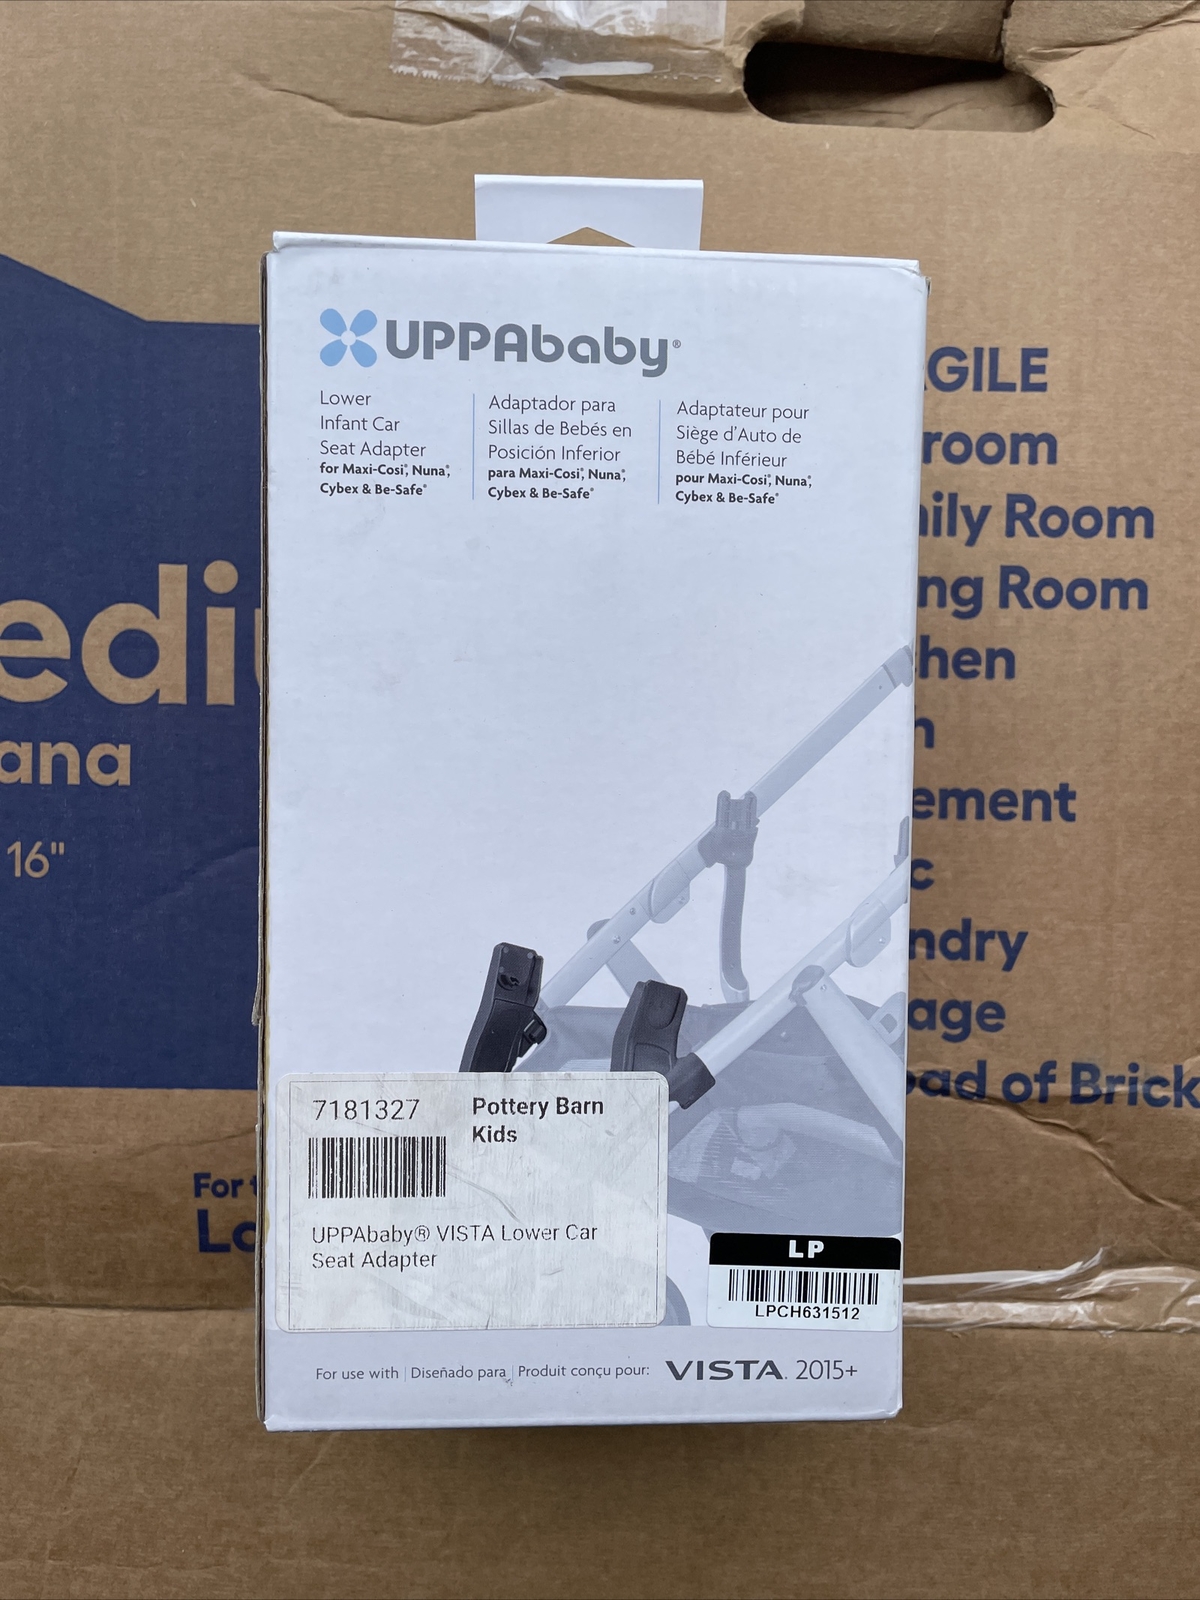 UPPAbaby®
Lower
Infant Car
Seat Adapter
for Maxi-Cosi®, Nuna®,
Cybex & Be-Safe®
Adaptador para
Sillas de Bebés en
Posición Inferior
para Maxi-Cosi®, Nuna®,
Cybex & Be-Safe®
Adaptateur pour
Siège d'Auto de
Bébé Inférieur
pour Maxi-Cosi®, Nuna®,
Cybex & Be-Safe®
7181327
Pottery Barn
Kids
UPPAbaby® VISTA Lower Car
Seat Adapter
LP
LPCH631512
For use with | Diseñado para | Produit conçu pour: VISTA. 2015+
edi
ana
16"
For
Lo
GILE
room
ily Room
ng Room
hen
ement
c
ndry
age
ad of Brick